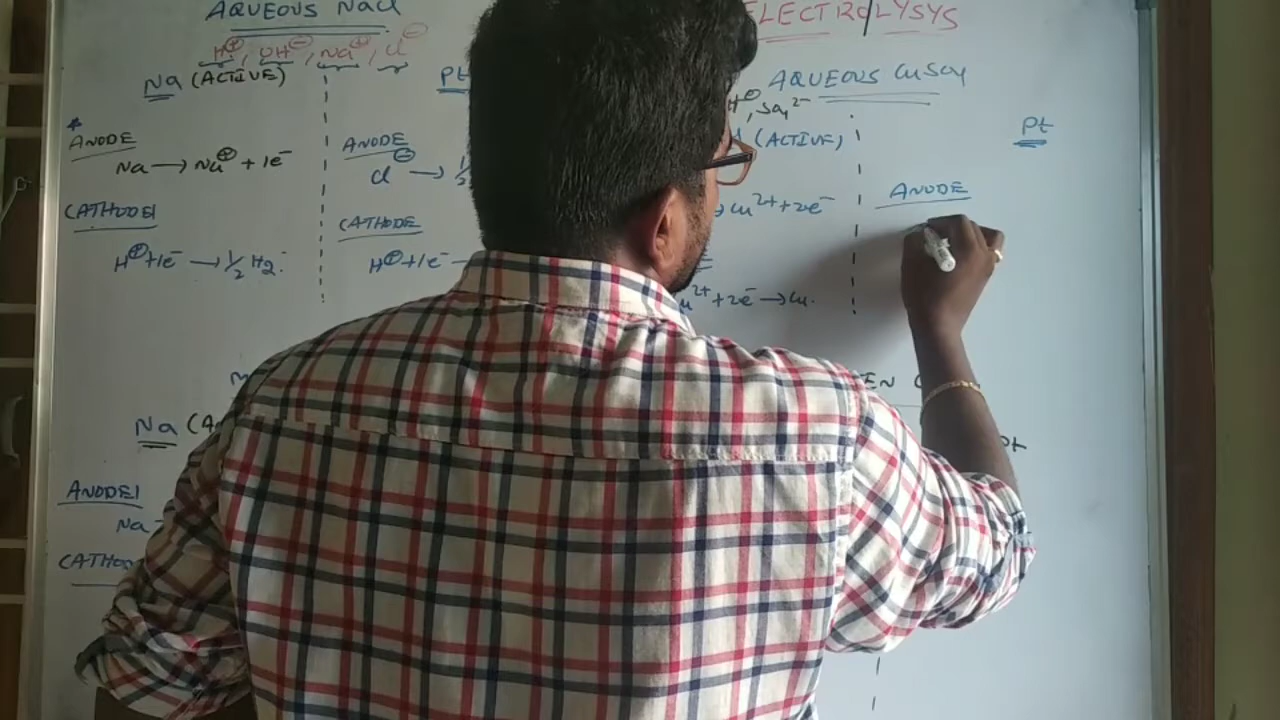 AQUEOUS NaCl
H⊕, OH⊖, Na⊕, Cl⊖
Na (ACTIVE)
Pt
* ANODE
Na → Na⊕ + 1e⁻
CATHODE
H⊕ + 1e⁻ → 1/2 H2
ANODE
Cl⊖ → 1/2
CATHODE
H⊕ + 1e⁻
Na
ANODE
Na
CATHOD
ELECTROLYSYS
AQUEOUS CuSO4
SO4²⁻
(ACTIVE)
Cu²⁺ + 2e⁻
²⁺ + 2e⁻ → Cu.
Pt
ANODE
EN